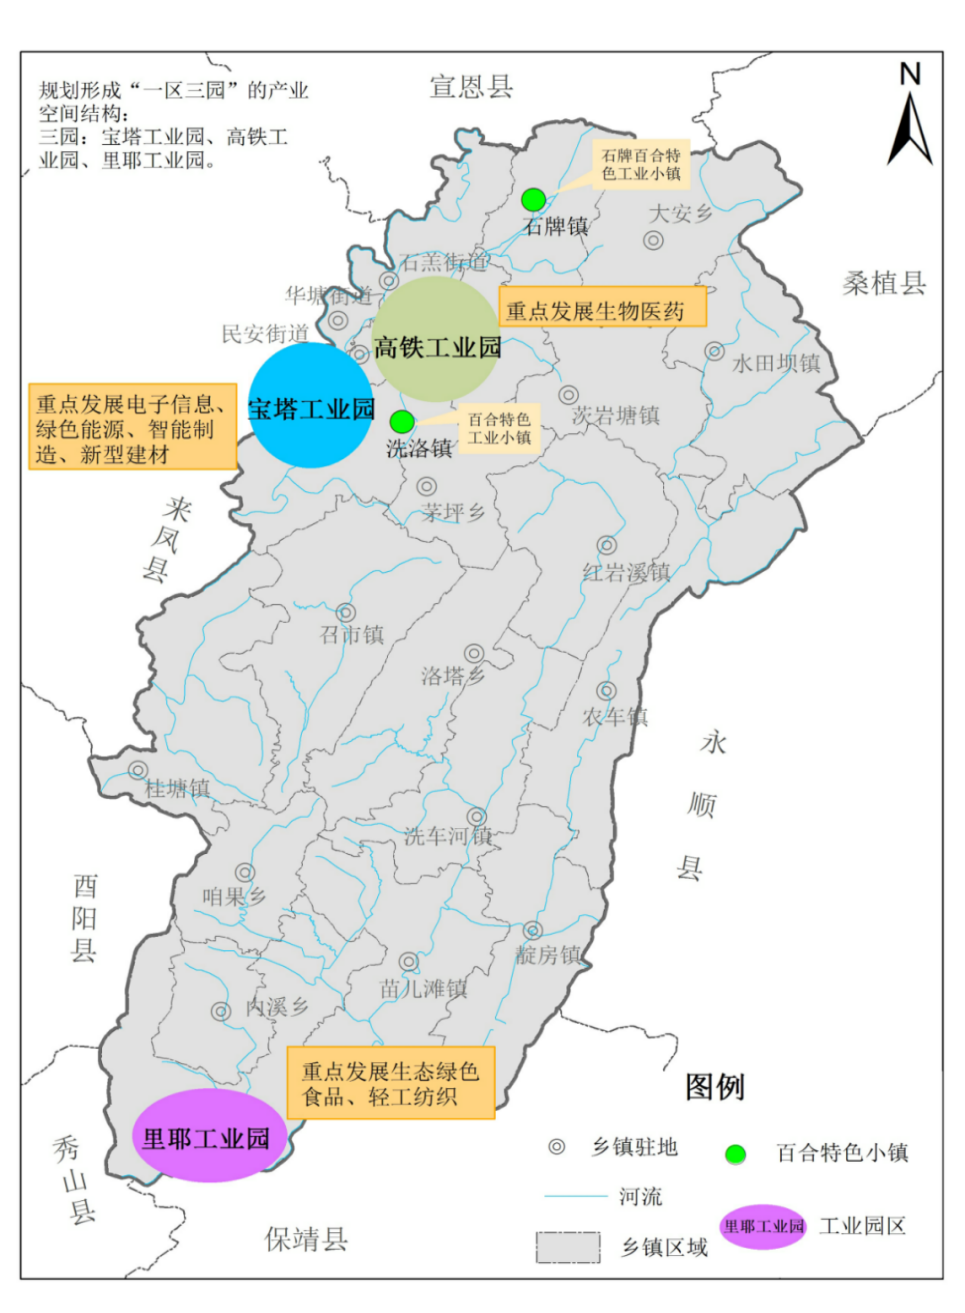 规划形成“一区三园”的产业
空间结构：
三园：宝塔工业园、高铁工
业园、里耶工业园。
宣恩县
N
石牌百合特
色工业小镇
石牌镇
大安乡
桑植县
石羔街道
华塘街道
民安街道
重点发展生物医药
高铁工业园
水田坝镇
重点发展电子信息、
绿色能源、智能制
造、新型建材
宝塔工业园
百合特色
工业小镇
茨岩塘镇
洗洛镇
茅坪乡
来凤县
红岩溪镇
召市镇
洛塔乡
农车镇
永顺县
桂塘镇
洗车河镇
咱果乡
酉阳县
靛房镇
苗儿滩镇
内溪乡
重点发展生态绿色
食品、轻工纺织
里耶工业园
秀山县
保靖县
图例
乡镇驻地
百合特色小镇
河流
里耶工业园
工业园区
乡镇区域